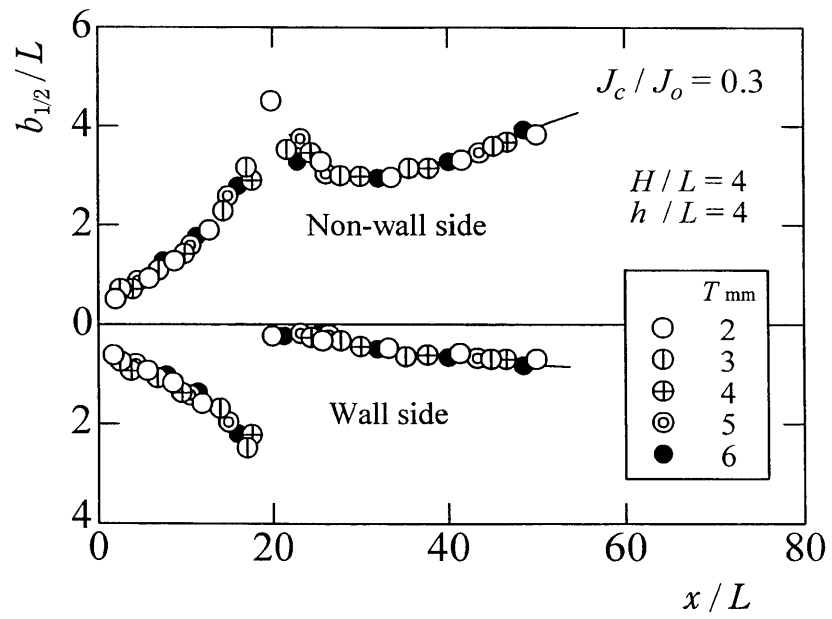 6
4
2
0
2
4
b1/2 / L
Jc / Jo = 0.3
H / L = 4
h / L = 4
Non-wall side
Wall side
T mm
2
3
4
5
6
0 20 40 60 80
x / L